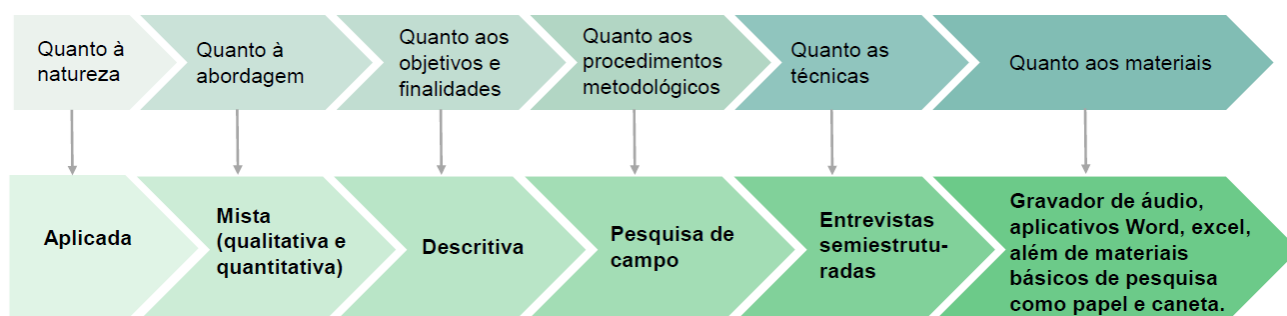 Quanto à
natureza
Quanto à
abordagem
Quanto aos
objetivos e
finalidades
Quanto aos
procedimentos
metodológicos
Quanto as
técnicas
Quanto aos materiais
Aplicada
Mista
(qualitativa e
quantitativa)
Descritiva
Pesquisa de
campo
Entrevistas
semiestrutu-
radas
Gravador de áudio,
aplicativos Word, excel,
além de materiais
básicos de pesquisa
como papel e caneta.